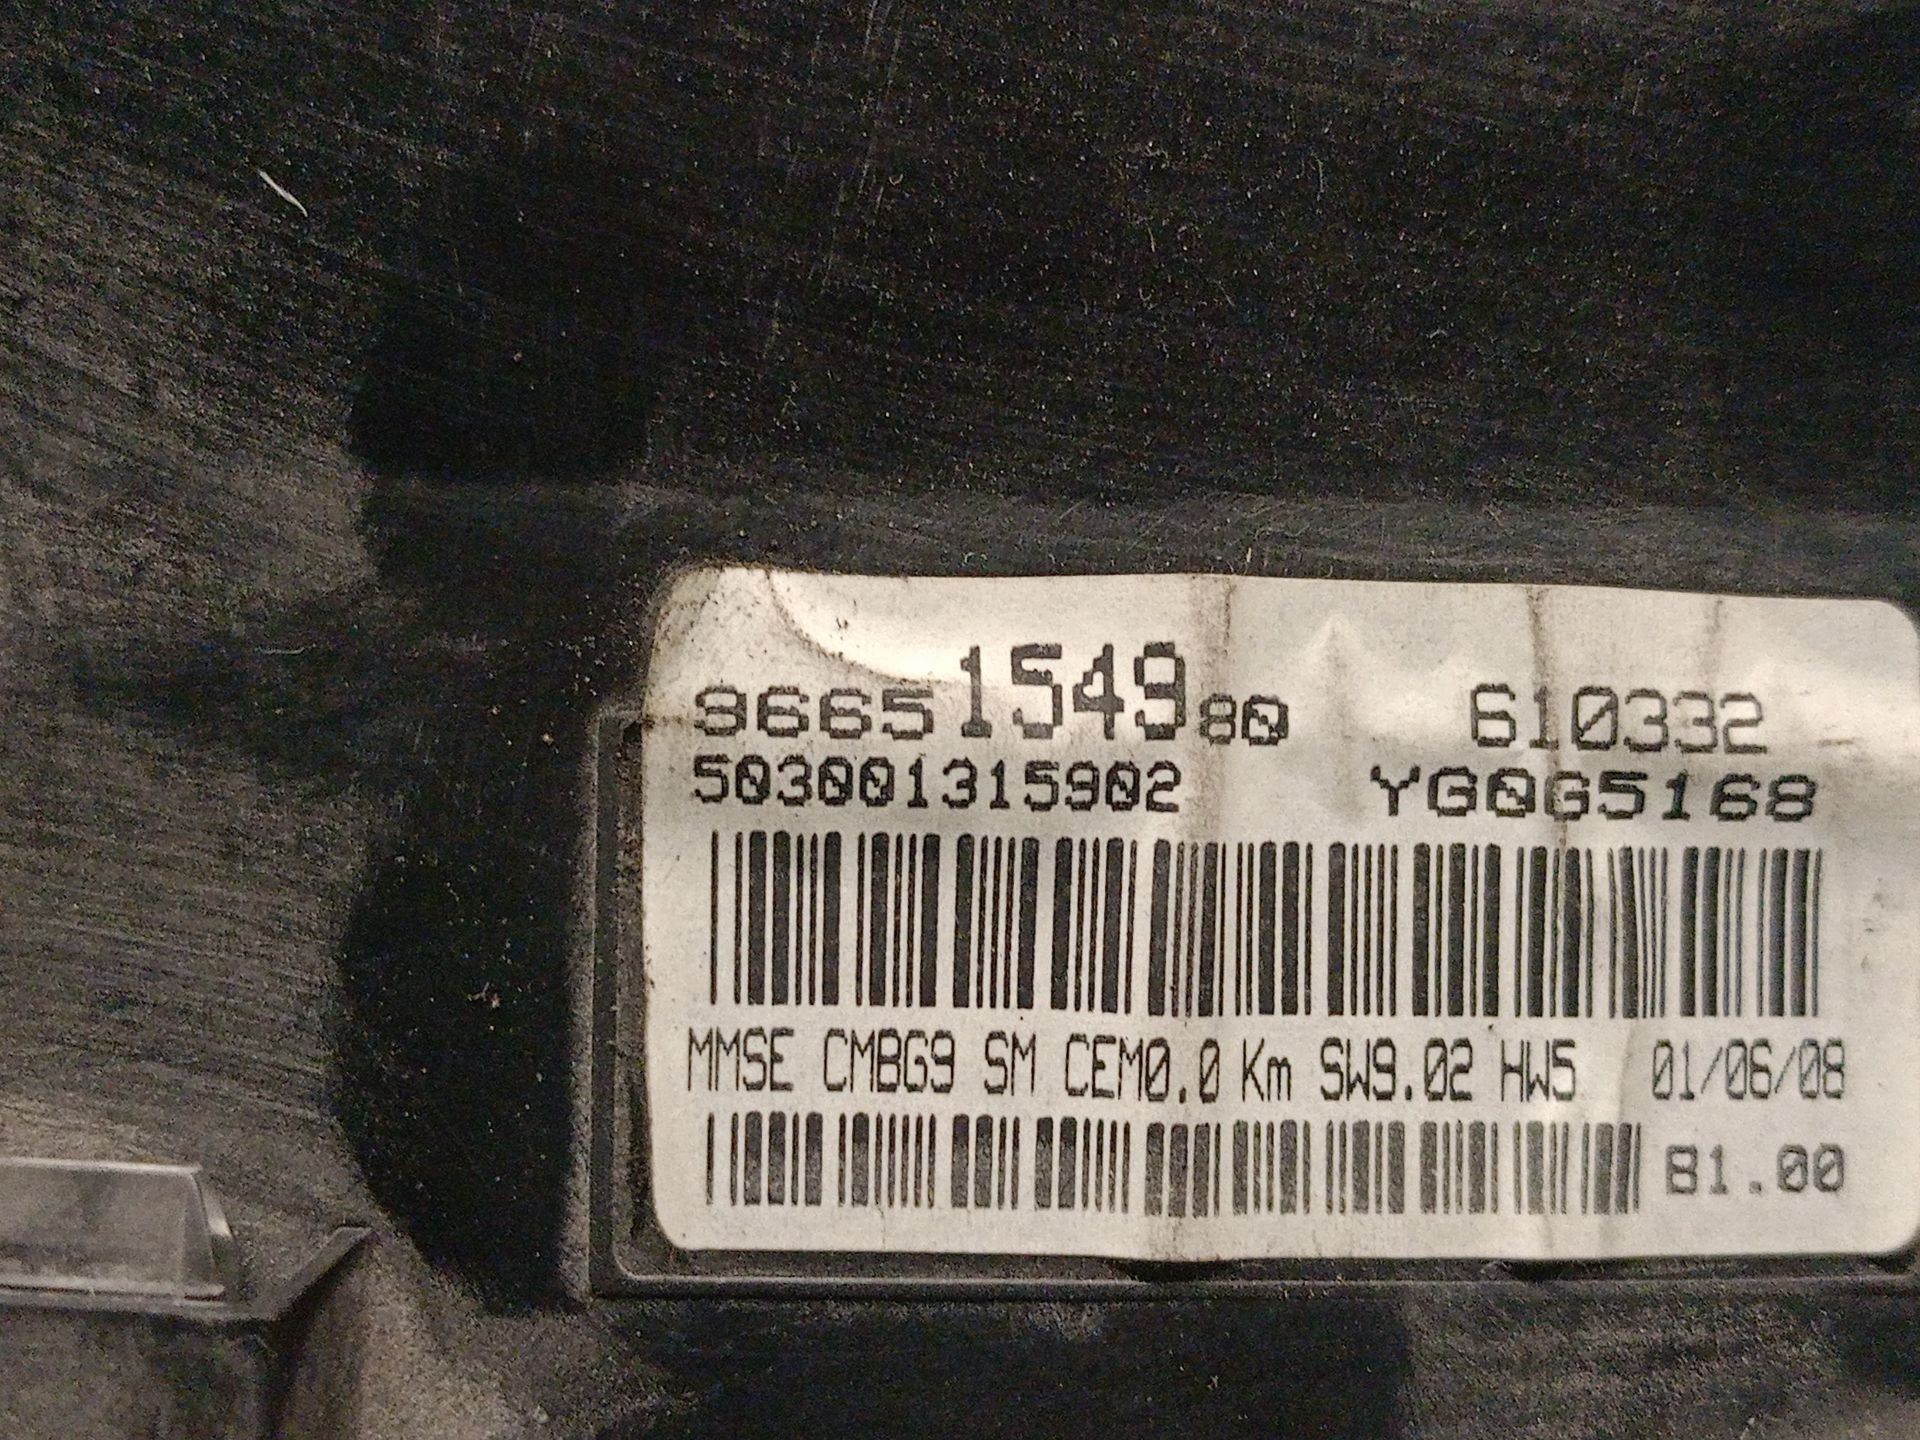 9665154980 610332
503001315902 YG0G5168
MMSE CMBG9 SM CEM0.0 Km SW9.02 HW5 01/06/08
B1.00